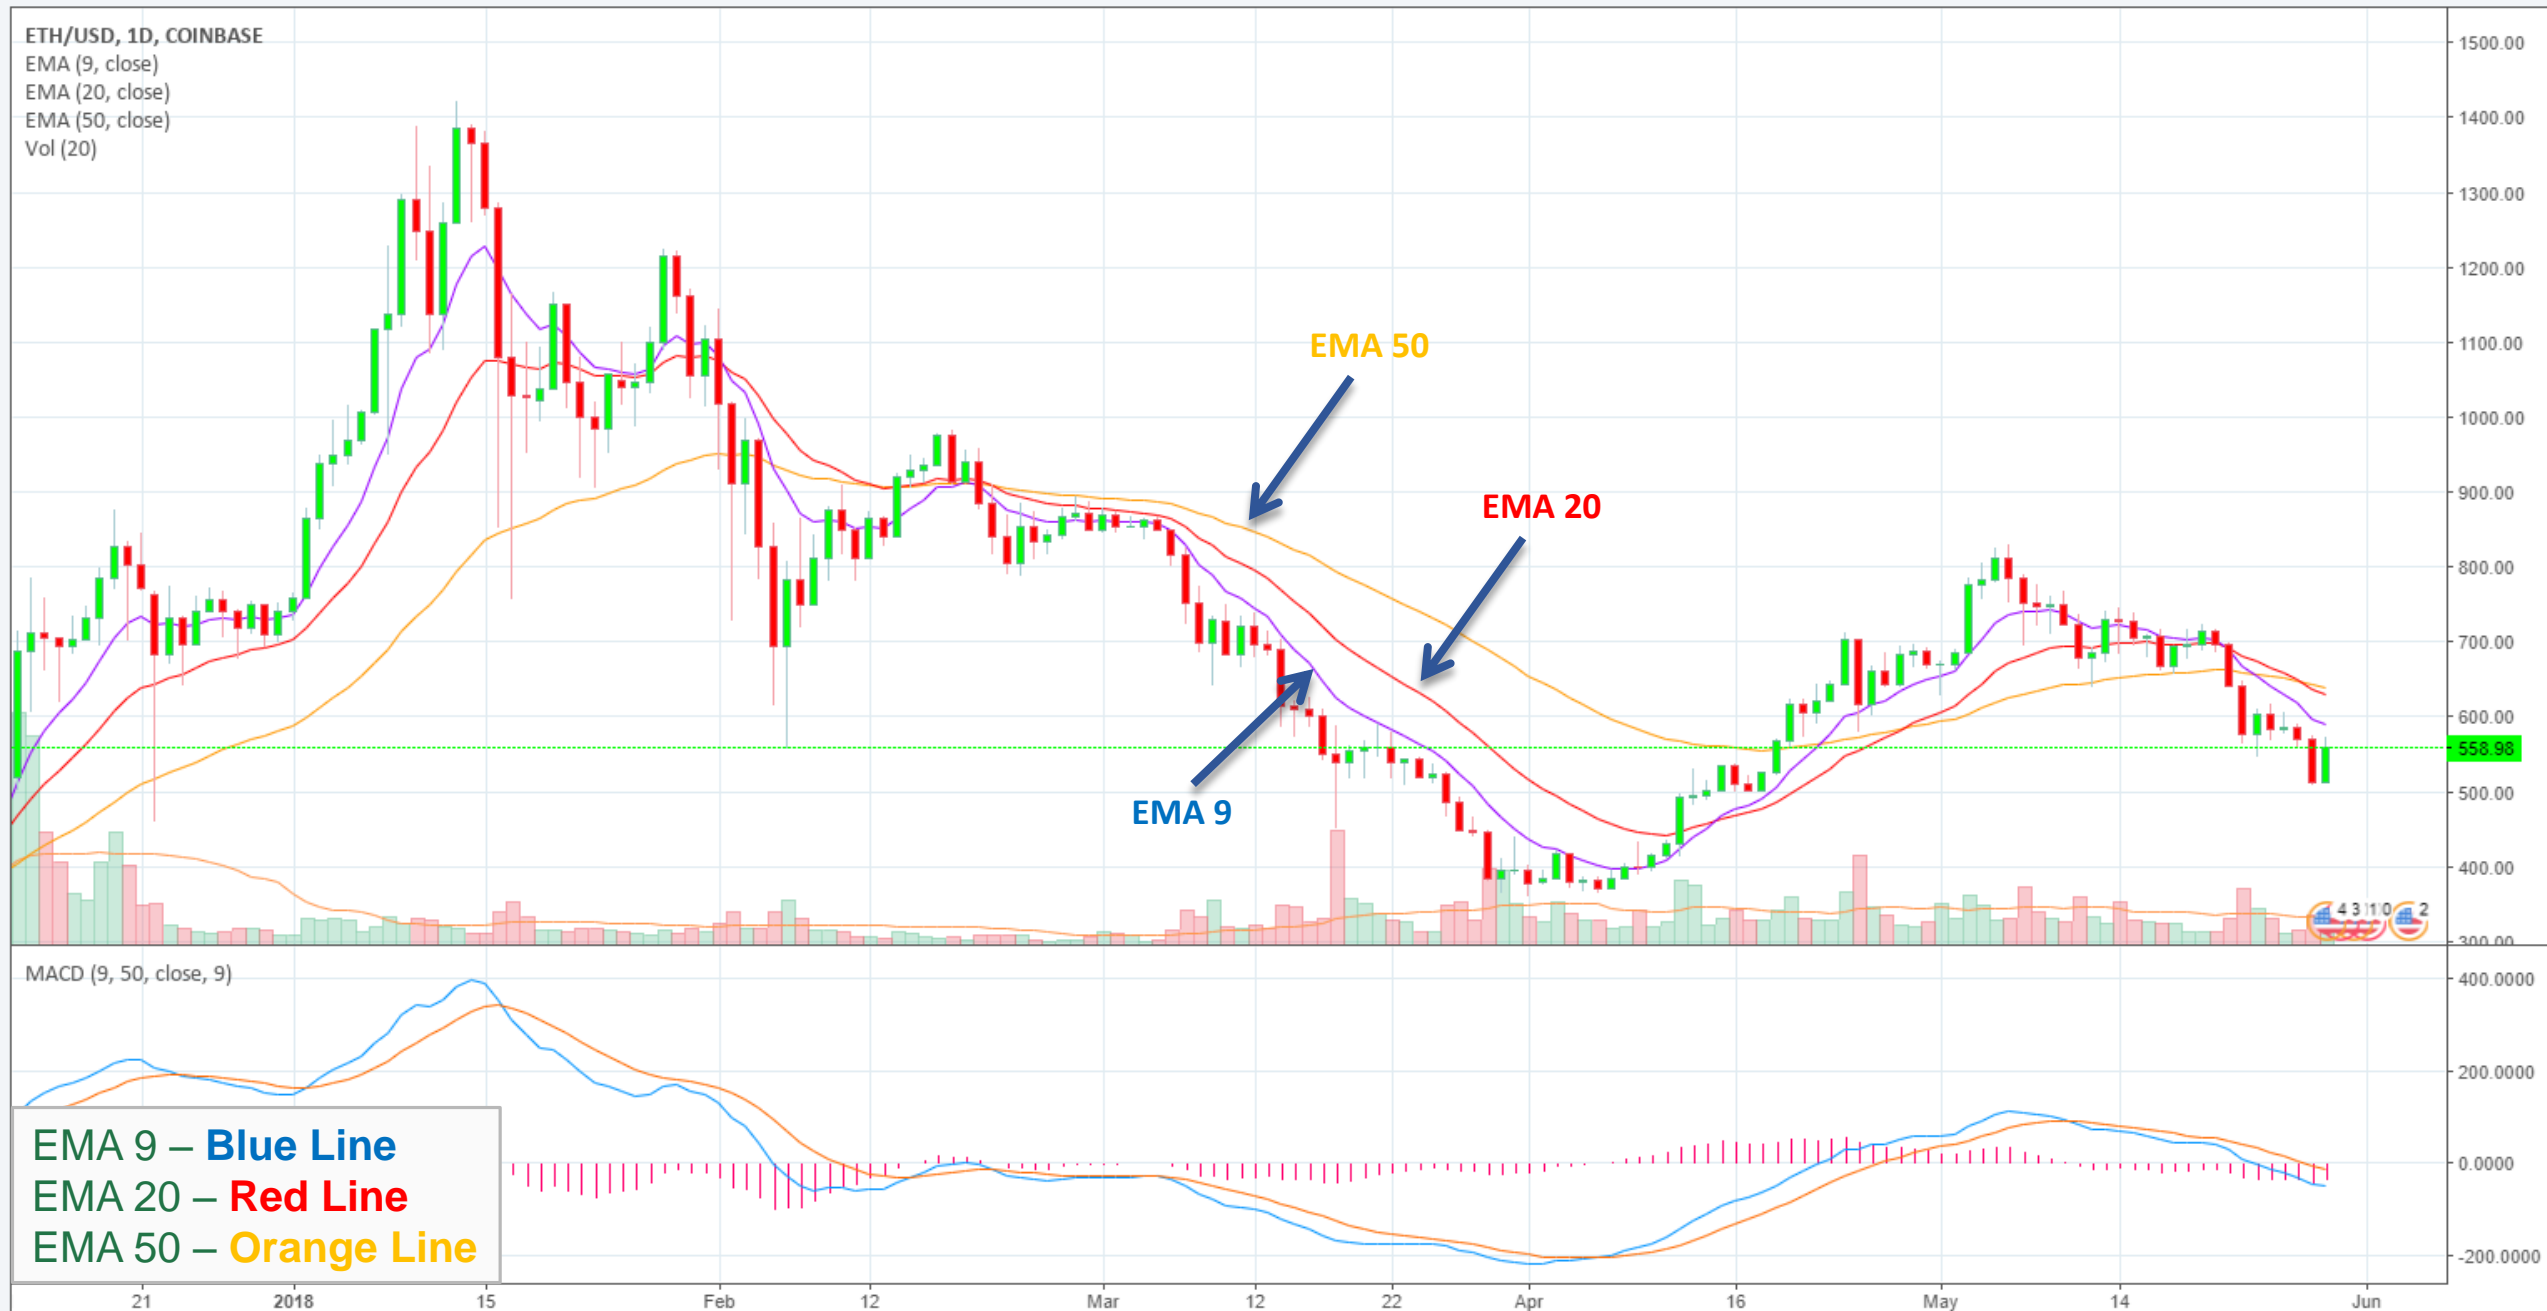 ETH/USD, 1D, COINBASE
EMA (9, close)
EMA (20, close)
EMA (50, close)
Vol (20)
1500.00
1400.00
1300.00
1200.00
1100.00
1000.00
900.00
800.00
700.00
600.00
558.98
500.00
400.00
300.00
EMA 50
EMA 20
EMA 9
2
MACD (9, 50, close, 9)
400.0000
200.0000
0.0000
-200.0000
EMA 9 – Blue Line
EMA 20 – Red Line
EMA 50 – Orange Line
21 2018 15 Feb 12 Mar 12 22 Apr 16 May 14 Jun